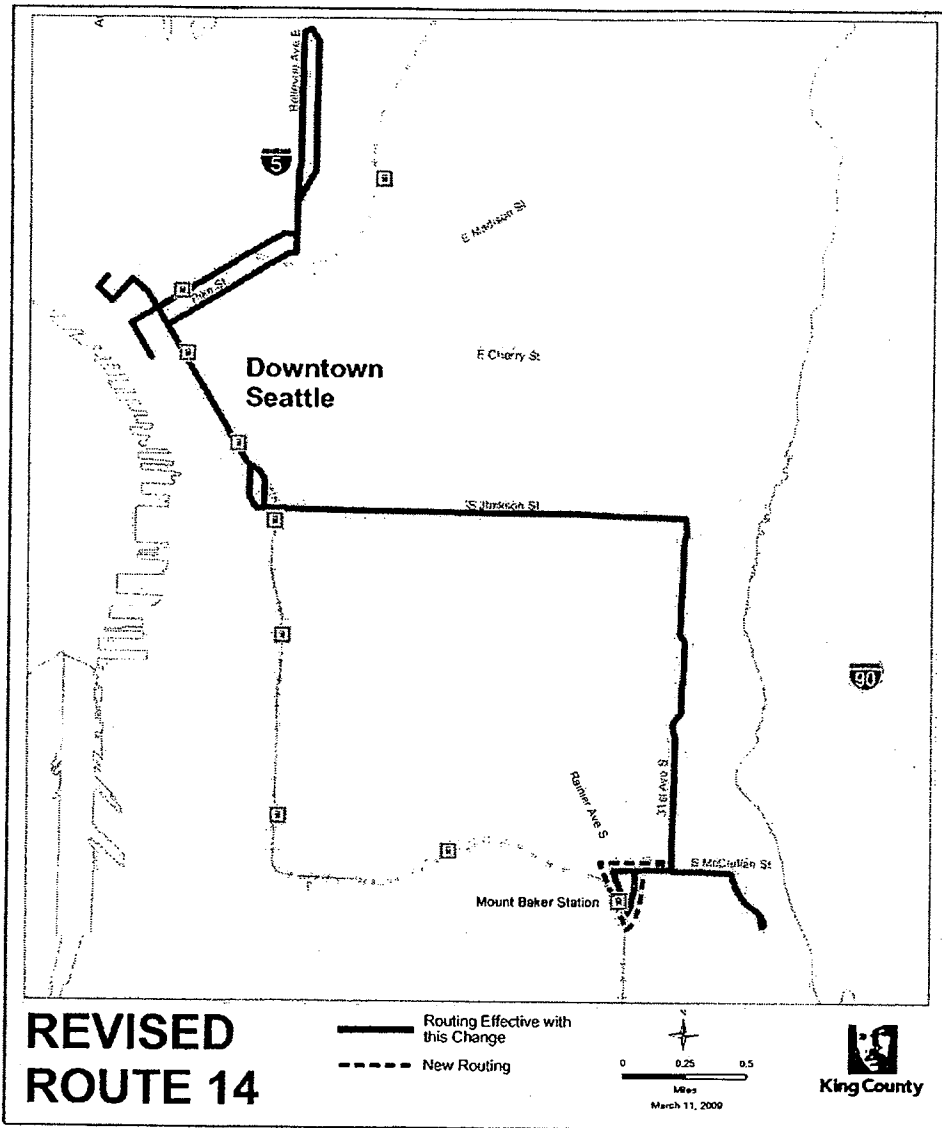 Bellevue Ave E
5
E Madison St
Pike St
E Cherry St
Downtown
Seattle
S Jackson St
90
Rainier Ave S
31st Ave S
S McClellan St
Mount Baker Station
REVISED
ROUTE 14
Routing Effective with
this Change
New Routing
0 0.25 0.5
Miles
March 11, 2009
King County